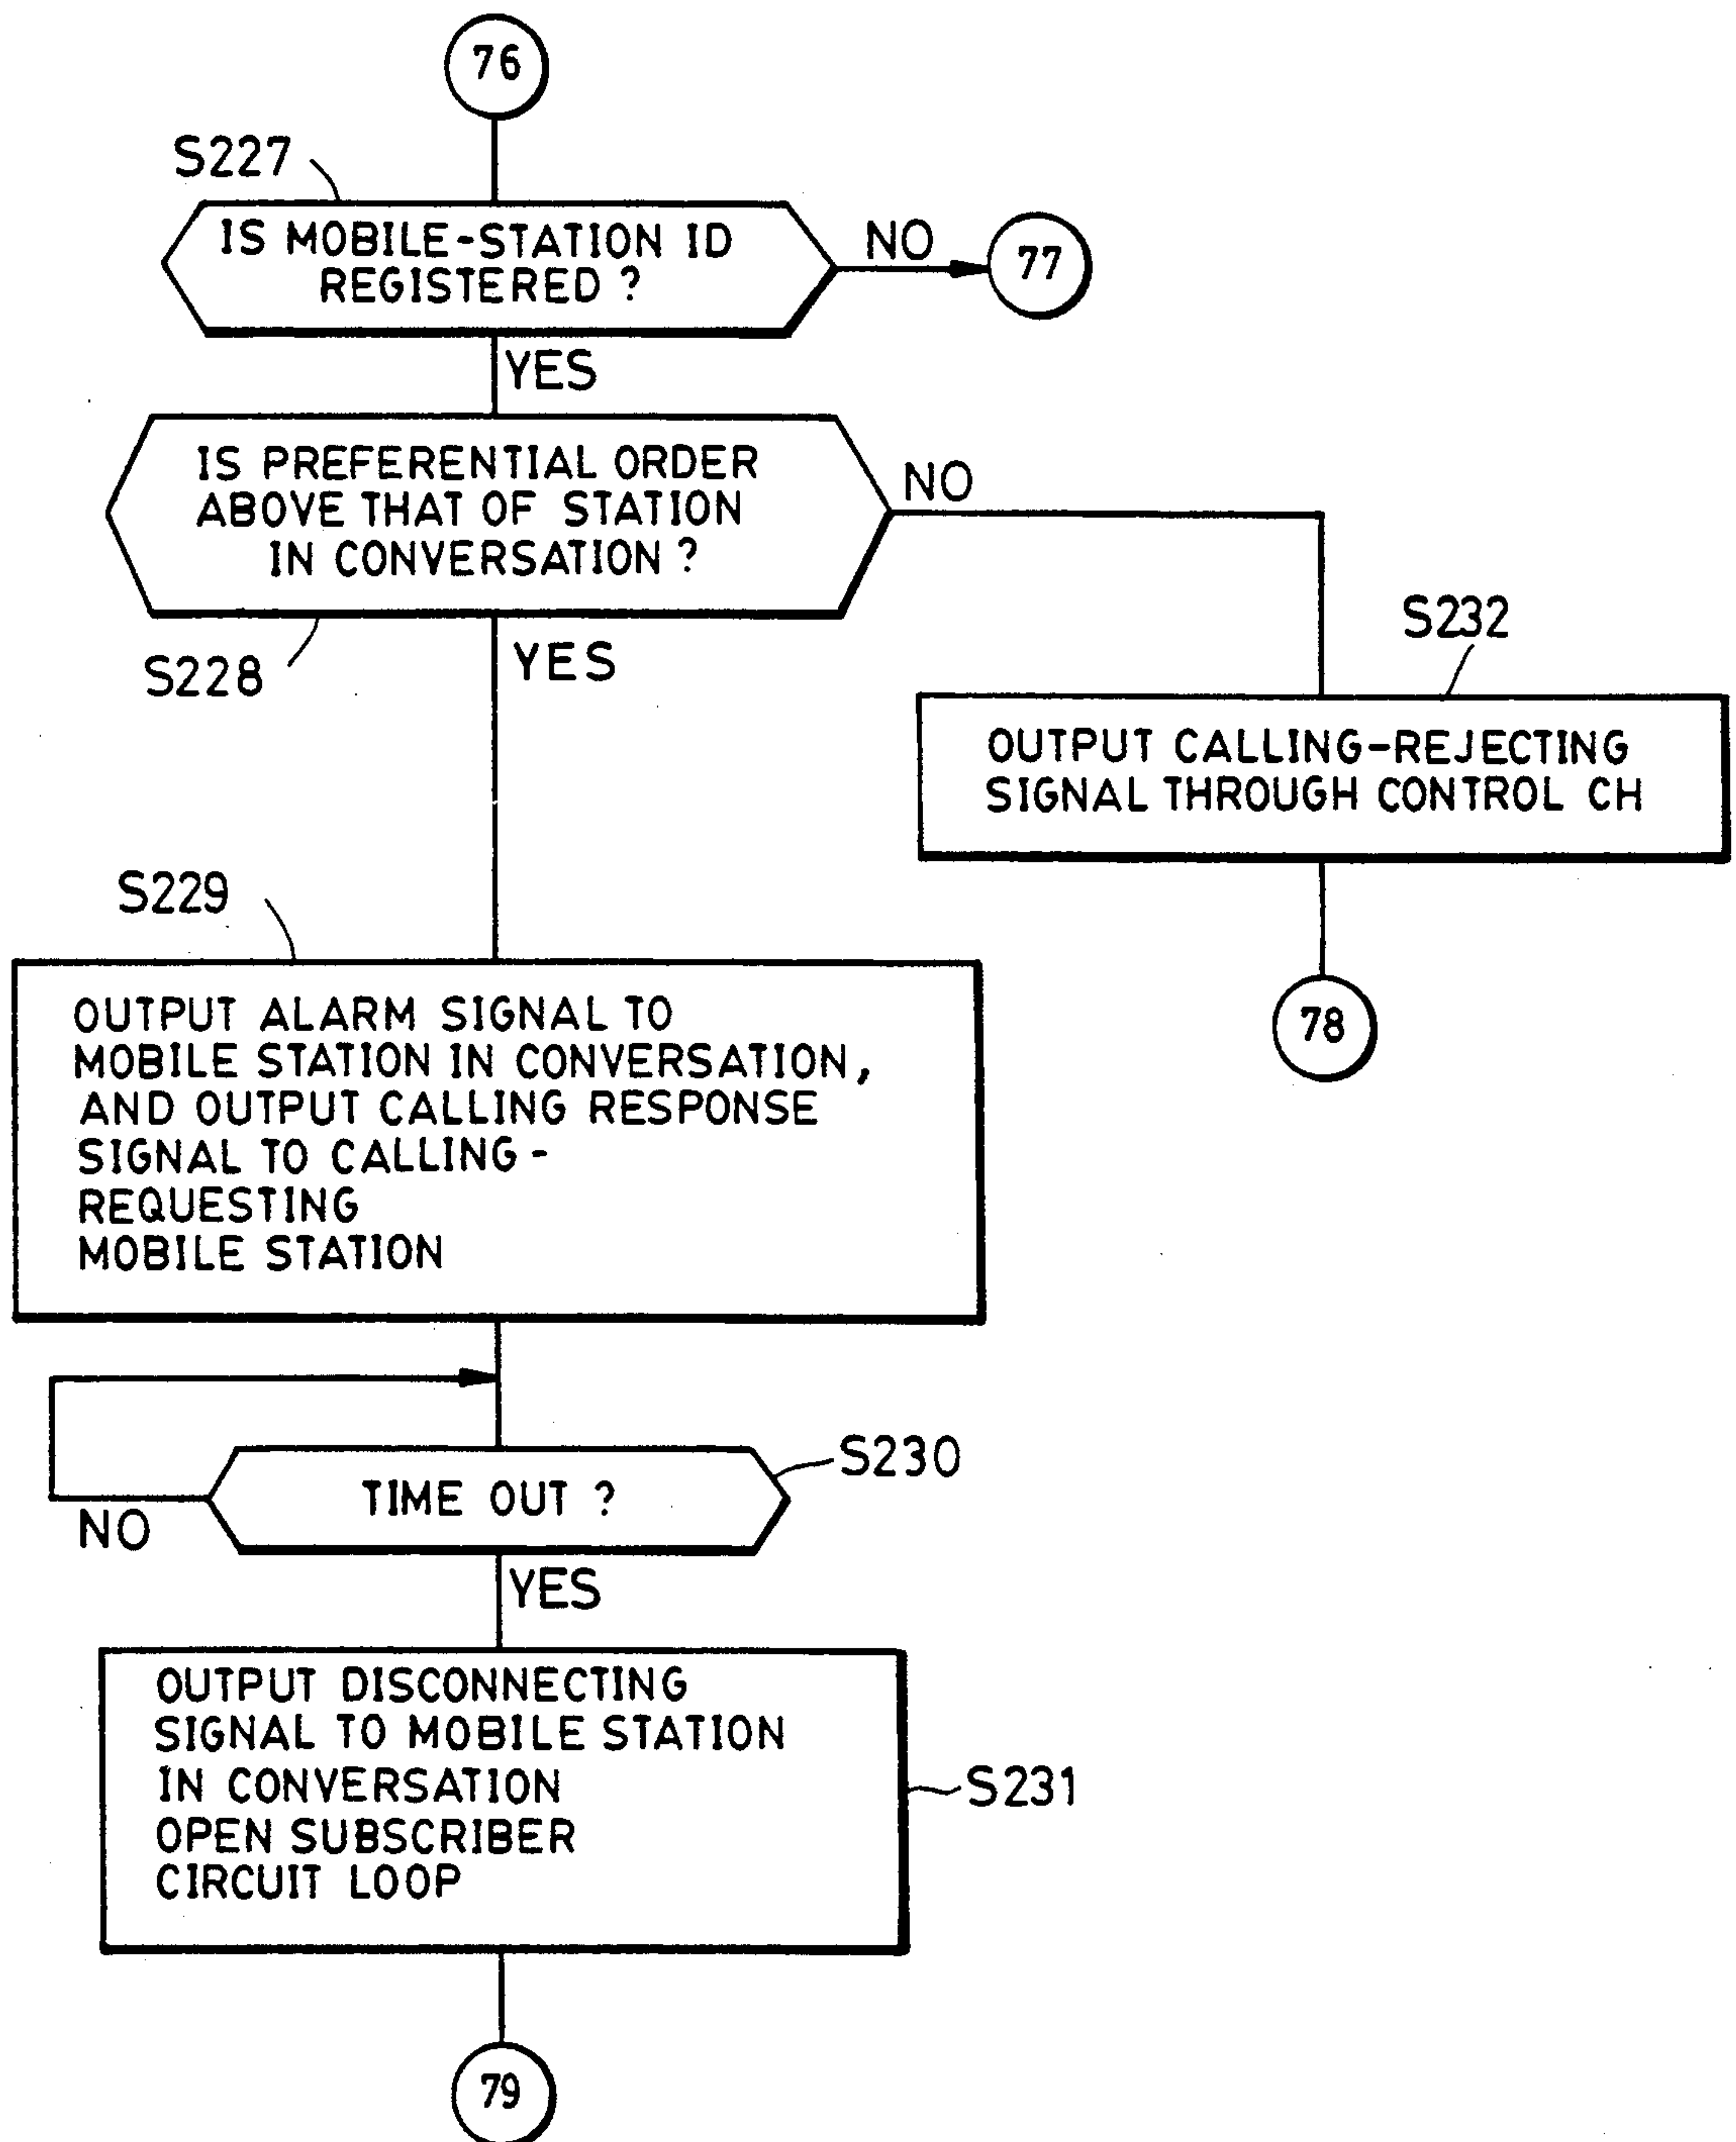 76
S227
IS MOBILE-STATION ID
REGISTERED ?
NO
77
YES
IS PREFERENTIAL ORDER
ABOVE THAT OF STATION
IN CONVERSATION ?
NO
S228
YES
S232
OUTPUT CALLING-REJECTING
SIGNAL THROUGH CONTROL CH
78
S229
OUTPUT ALARM SIGNAL TO
MOBILE STATION IN CONVERSATION,
AND OUTPUT CALLING RESPONSE
SIGNAL TO CALLING-
REQUESTING
MOBILE STATION
S230
TIME OUT ?
NO
YES
OUTPUT DISCONNECTING
SIGNAL TO MOBILE STATION
IN CONVERSATION
OPEN SUBSCRIBER
CIRCUIT LOOP
S231
79